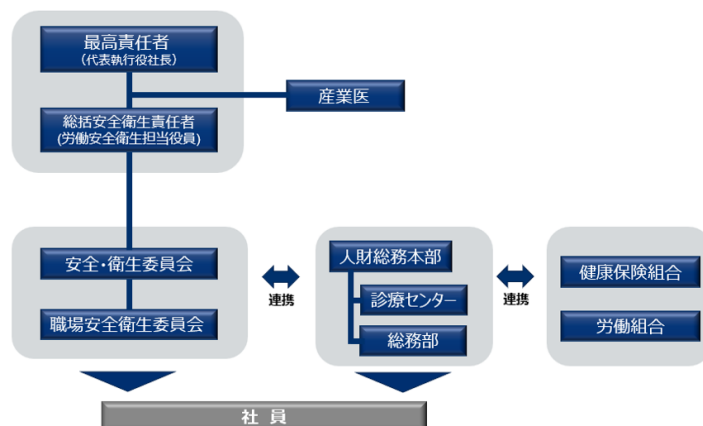 最高責任者
（代表執行役社長）
産業医
総括安全衛生責任者
(労働安全衛生担当役員)
安全・衛生委員会
職場安全衛生委員会
連携
人財総務本部
診療センター
総務部
連携
健康保険組合
労働組合
社 員